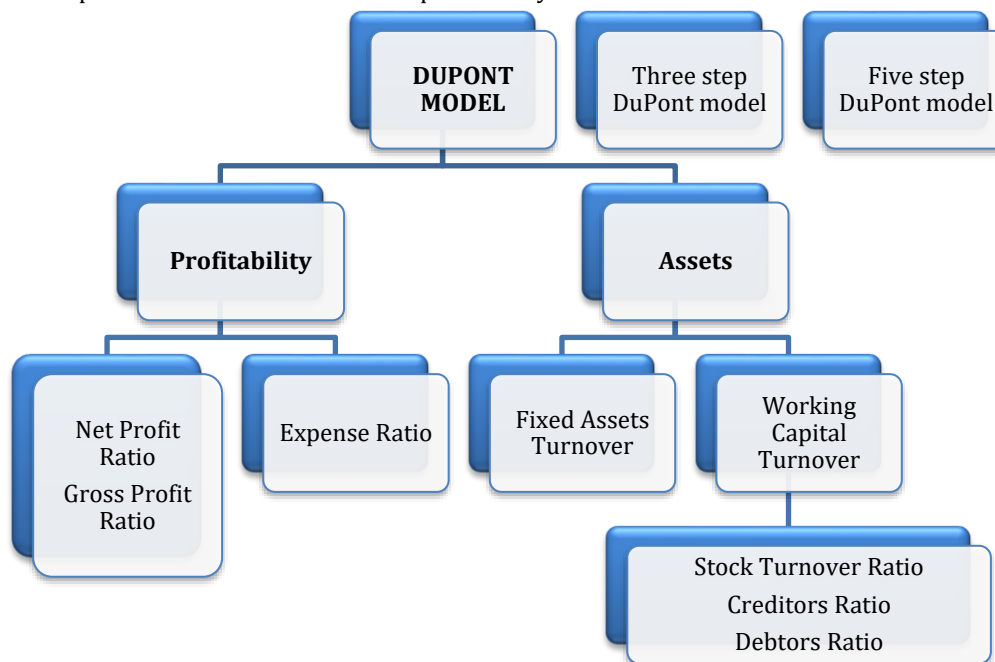 DUPONT
MODEL
Three step
DuPont model
Five step
DuPont model
Profitability
Assets
Net Profit
Ratio
Gross Profit
Ratio
Expense Ratio
Fixed Assets
Turnover
Working
Capital
Turnover
Stock Turnover Ratio
Creditors Ratio
Debtors Ratio